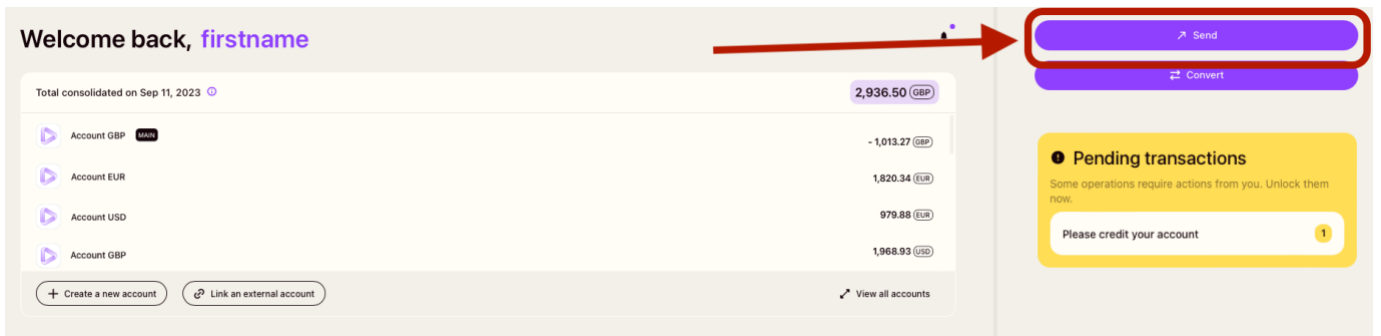 Welcome back, firstname
Total consolidated on Sep 11, 2023
2,936.50 GBP
Account GBP MAIN
- 1,013.27 GBP
Account EUR
1,820.34 EUR
Account USD
979.88 EUR
Account GBP
1,968.93 USD
+ Create a new account
Link an external account
View all accounts
Send
Convert
Pending transactions
Some operations require actions from you. Unlock them
now.
Please credit your account
1